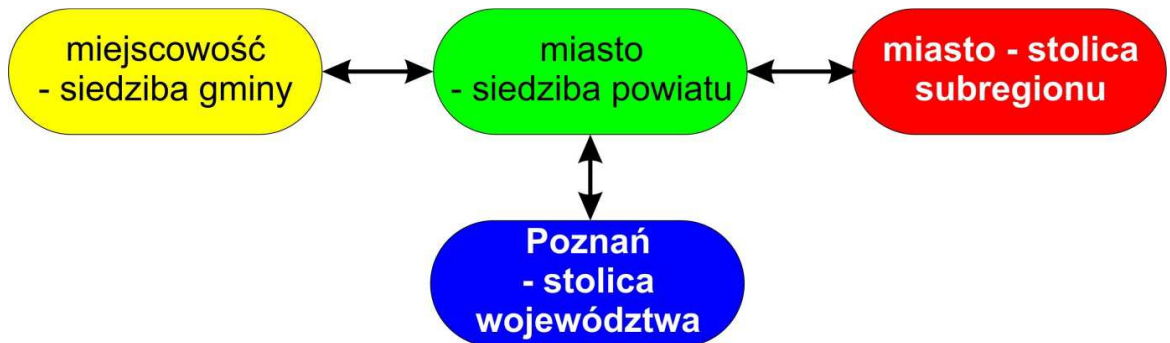 miejscowość
- siedziba gminy
miasto
- siedziba powiatu
miasto - stolica
subregionu
Poznań
- stolica
województwa